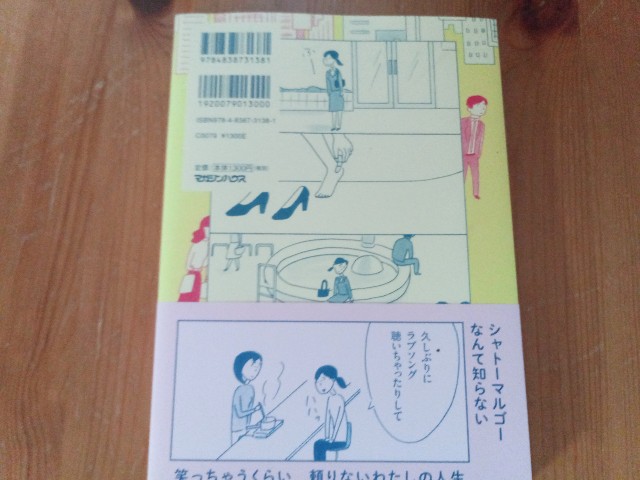 9784838731381
1920079013000
ISBN978-4-8387-3138-1
C0079 ¥1300E
定価:本体1300円(税別)
マガジンハウス
久しぶりに
ラブソング
聴いちゃったりして
ハハッ
シャトーマルゴー
なんて知らない
笑っちゃうくらい 頼りないわたしの人生